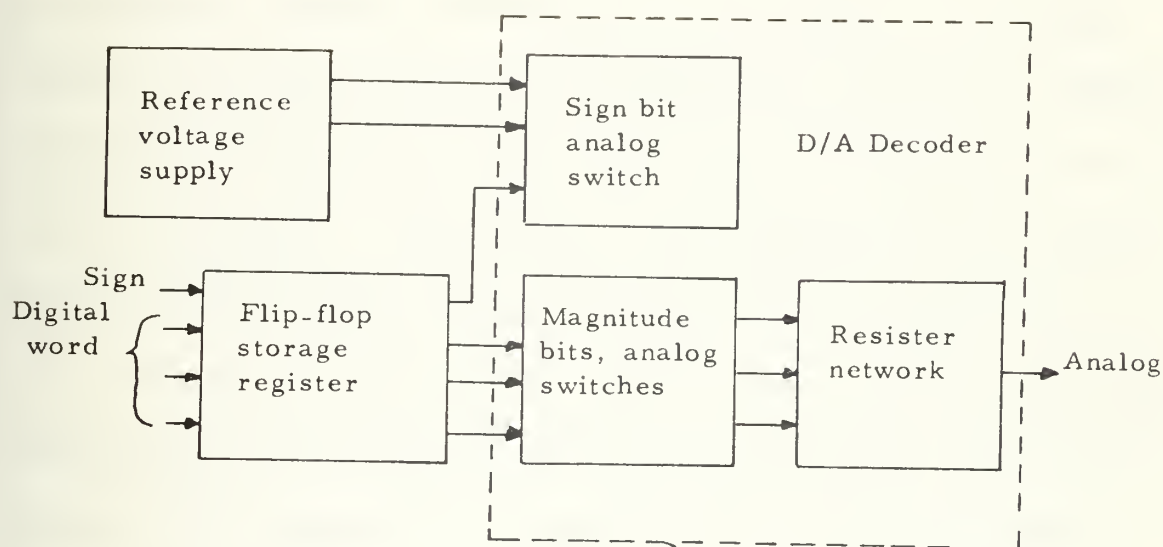 Reference
voltage
supply
Sign bit
analog
switch
D/A Decoder
Sign
Digital
word
Flip-flop
storage
register
Magnitude
bits, analog
switches
Resister
network
Analog